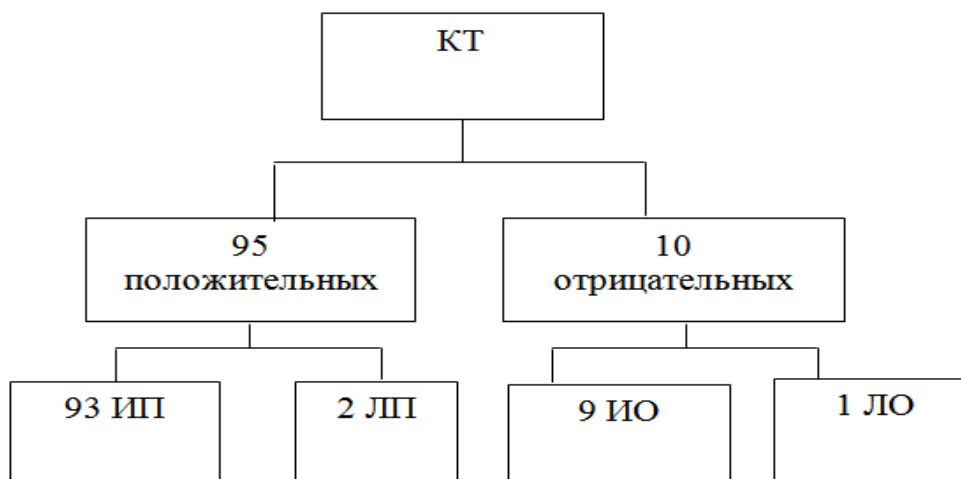 КТ
95
положительных
10
отрицательных
93 ИП
2 ЛП
9 ИО
1 ЛО